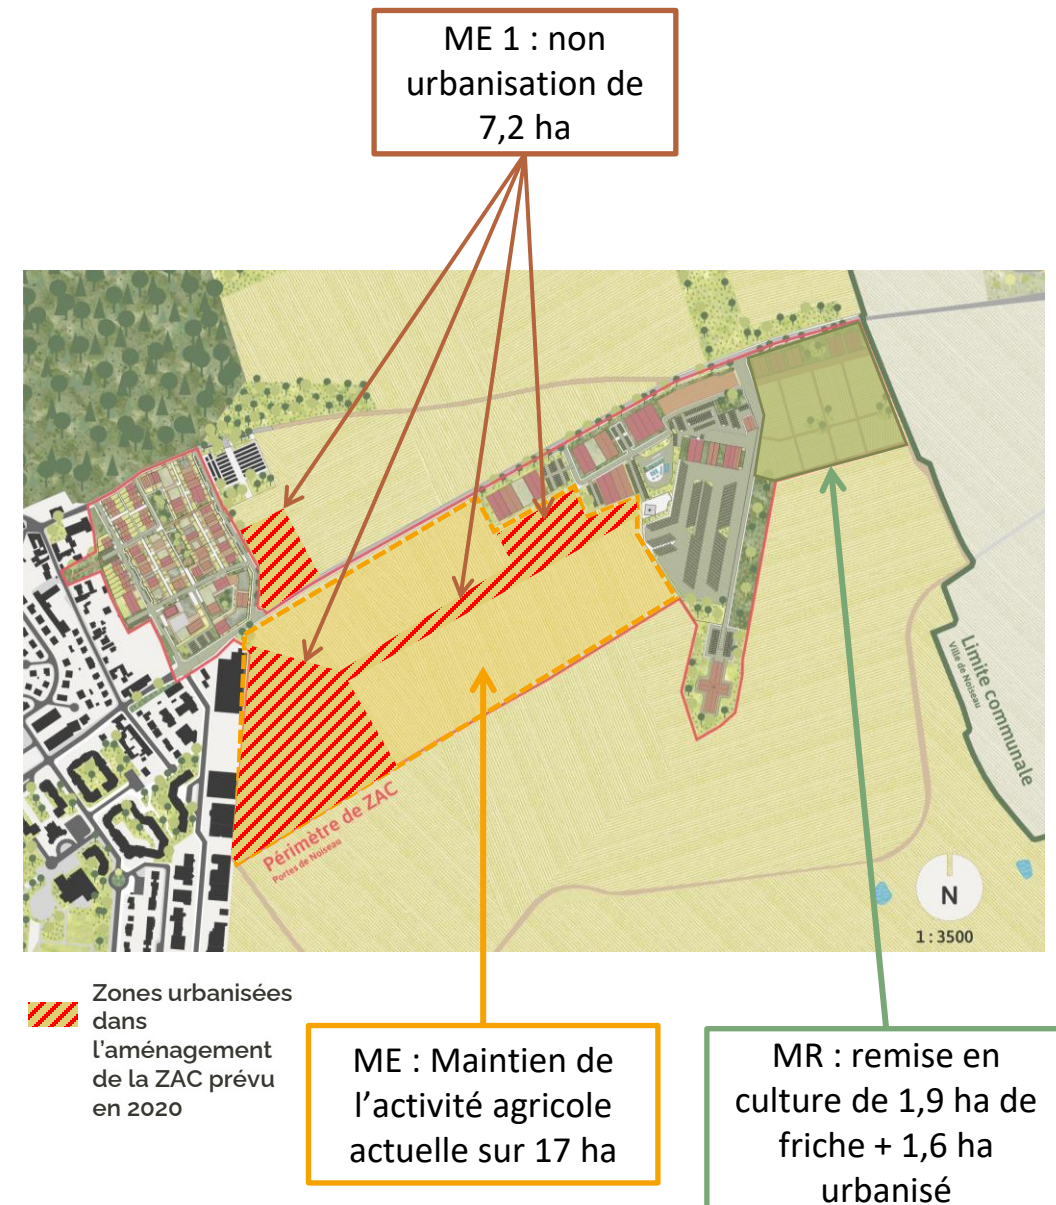 ME 1 : non
urbanisation de
7,2 ha
Limite communale
Ville de Noiseau
Périmètre de ZAC
Portes de Noiseau
N
1 : 3500
Zones urbanisées
dans
l'aménagement
de la ZAC prévu
en 2020
ME : Maintien de
l'activité agricole
actuelle sur 17 ha
MR : remise en
culture de 1,9 ha de
friche + 1,6 ha
urbanisé